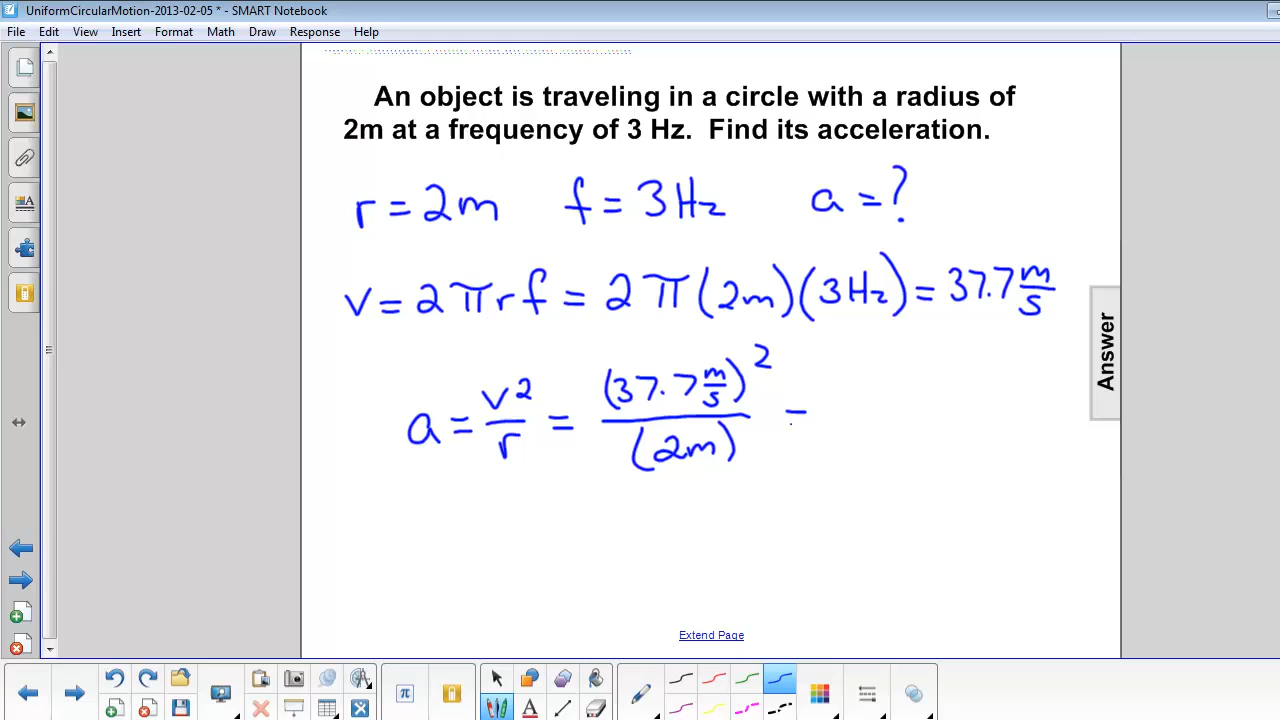 UniformCircularMotion-2013-02-05 * - SMART Notebook
File Edit View Insert Format Math Draw Response Help
An object is traveling in a circle with a radius of
2m at a frequency of 3 Hz. Find its acceleration.
r = 2m f = 3Hz a = ?
v = 2πrf = 2π(2m)(3Hz) = 37.7 m/s
a = v²/r = (37.7 m/s)²/(2m) =
Answer
Extend Page